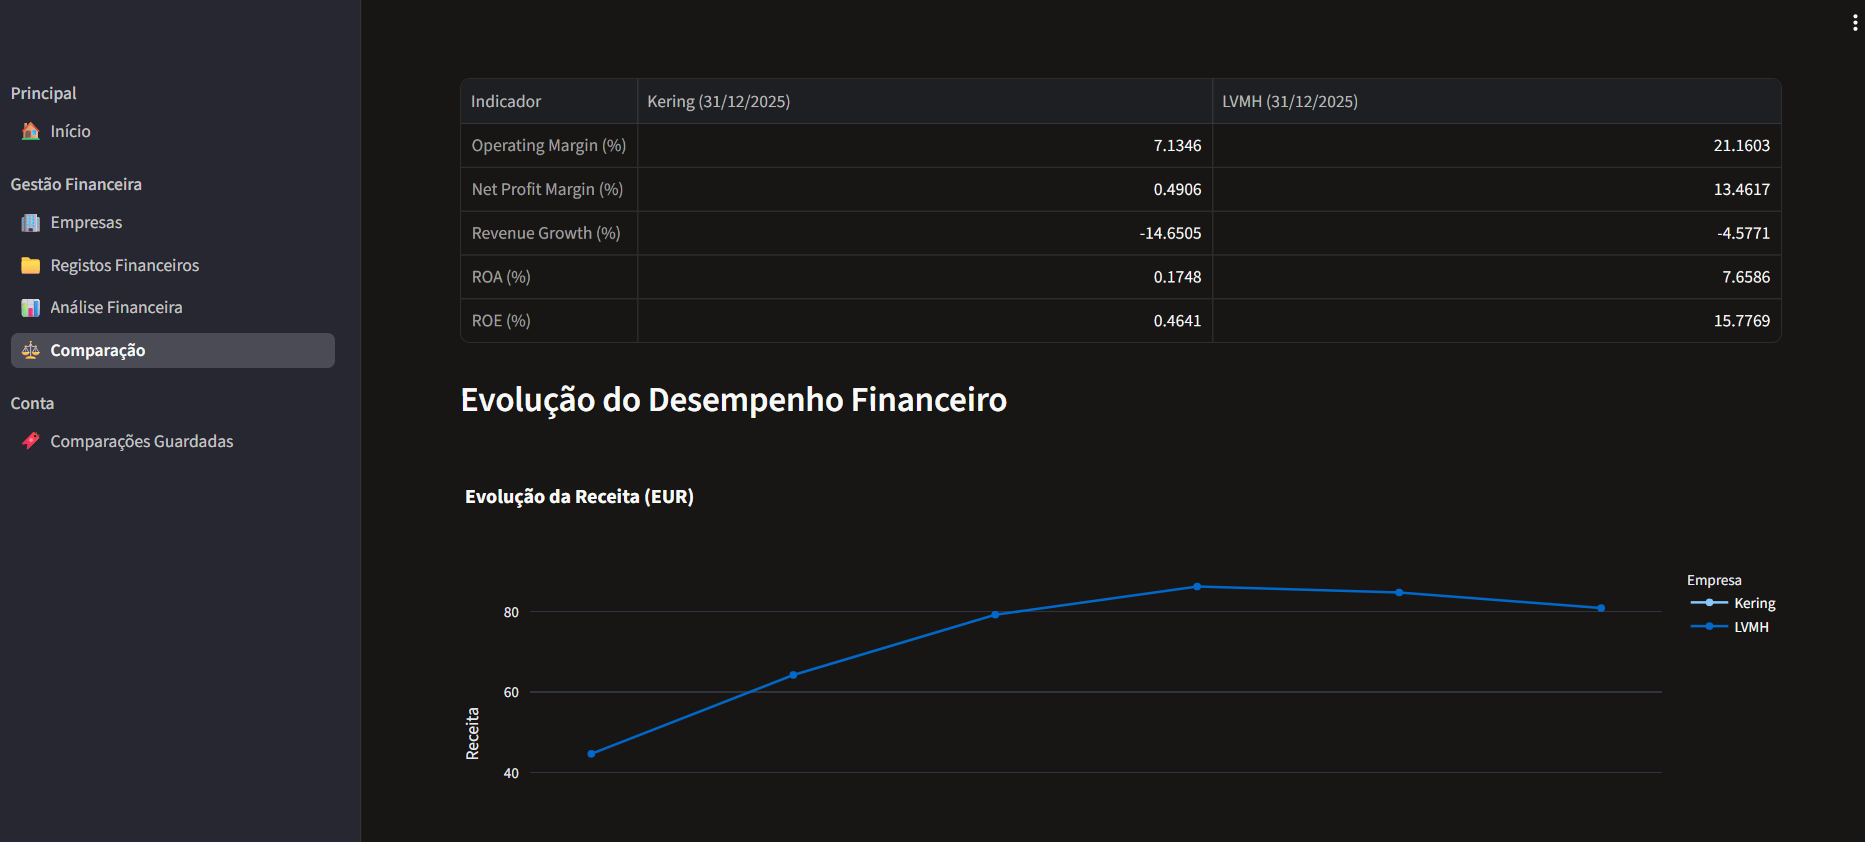 Principal
Início
Gestão Financeira
Empresas
Registos Financeiros
Análise Financeira
Comparação
Conta
Comparações Guardadas
Indicador Kering (31/12/2025) LVMH (31/12/2025)
Operating Margin (%) 7.1346 21.1603
Net Profit Margin (%) 0.4906 13.4617
Revenue Growth (%) -14.6505 -4.5771
ROA (%) 0.1748 7.6586
ROE (%) 0.4641 15.7769
Evolução do Desempenho Financeiro
Evolução da Receita (EUR)
Empresa
Kering
LVMH
80
60
40
Receita